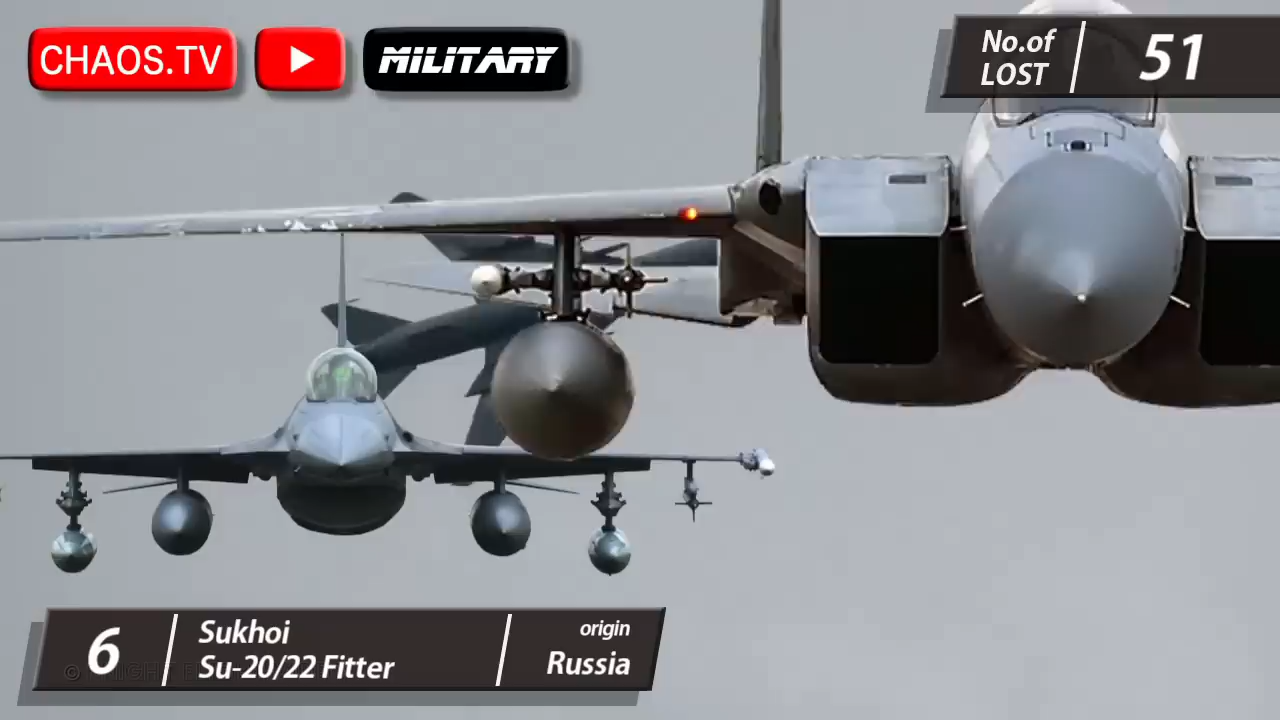 CHAOS.TV
MILITARY
No.of
LOST
51
6
Sukhoi
Su-20/22 Fitter
origin
Russia